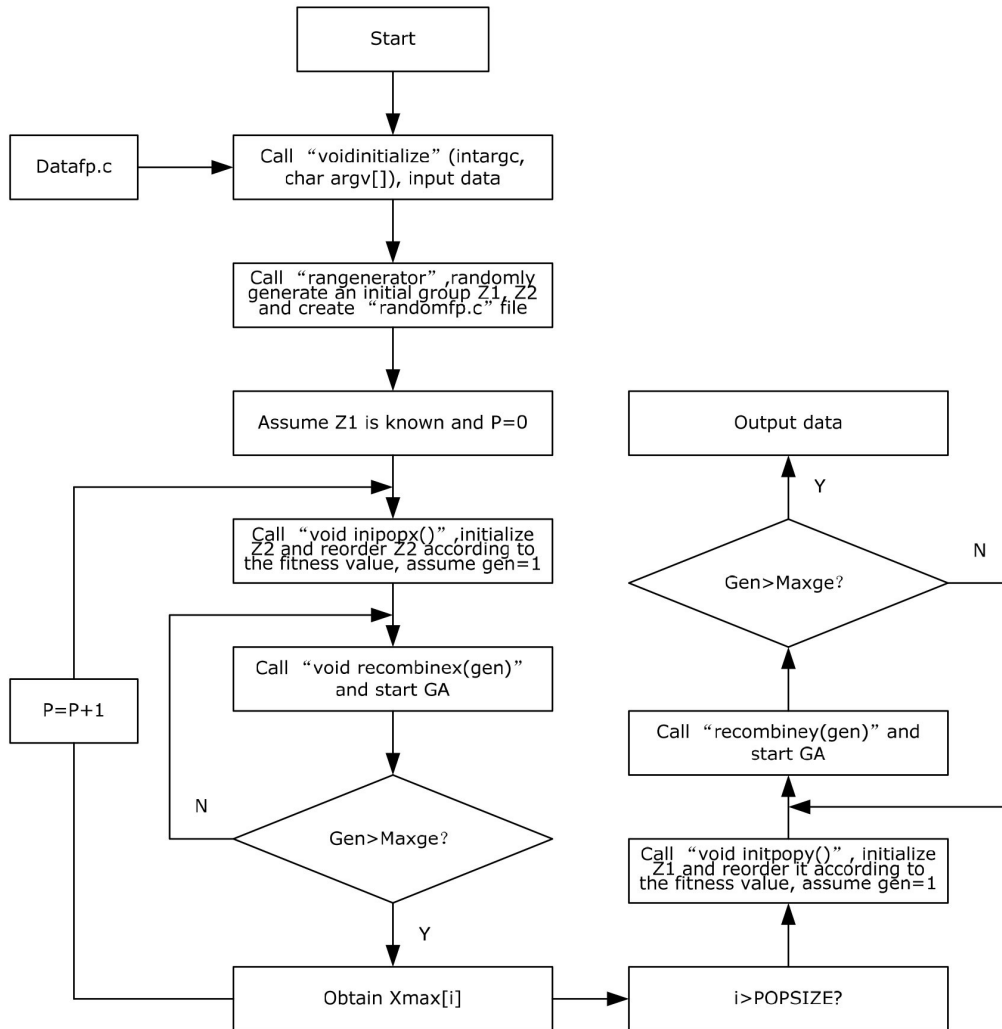 Start
Datafp.c
Call “voidinitialize” (intargc,
char argv[]), input data
Call “rangenerator” ,randomly
generate an initial group Z1, Z2
and create “randomfp.c” file
Assume Z1 is known and P=0
Call “void inipopx()” ,initialize
Z2 and reorder Z2 according to
the fitness value, assume gen=1
Call “void recombinex(gen)”
and start GA
P=P+1
N
Gen>Maxge?
Y
Obtain Xmax[i]
i>POPSIZE?
Call “void initpopy()” , initialize
Z1 and reorder it according to
the fitness value, assume gen=1
Call “recombiney(gen)” and
start GA
Gen>Maxge?
N
Y
Output data